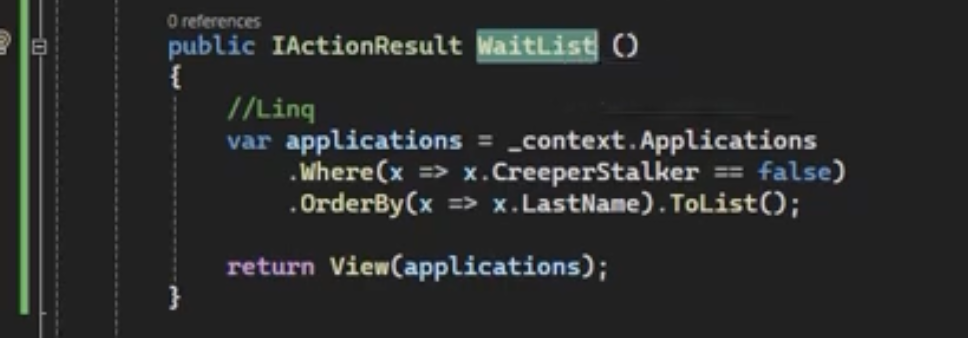 0 references
public IActionResult WaitList ()
{
//Linq
var applications = _context.Applications
.Where(x => x.CreeperStalker == false)
.OrderBy(x => x.LastName).ToList();
return View(applications);
}